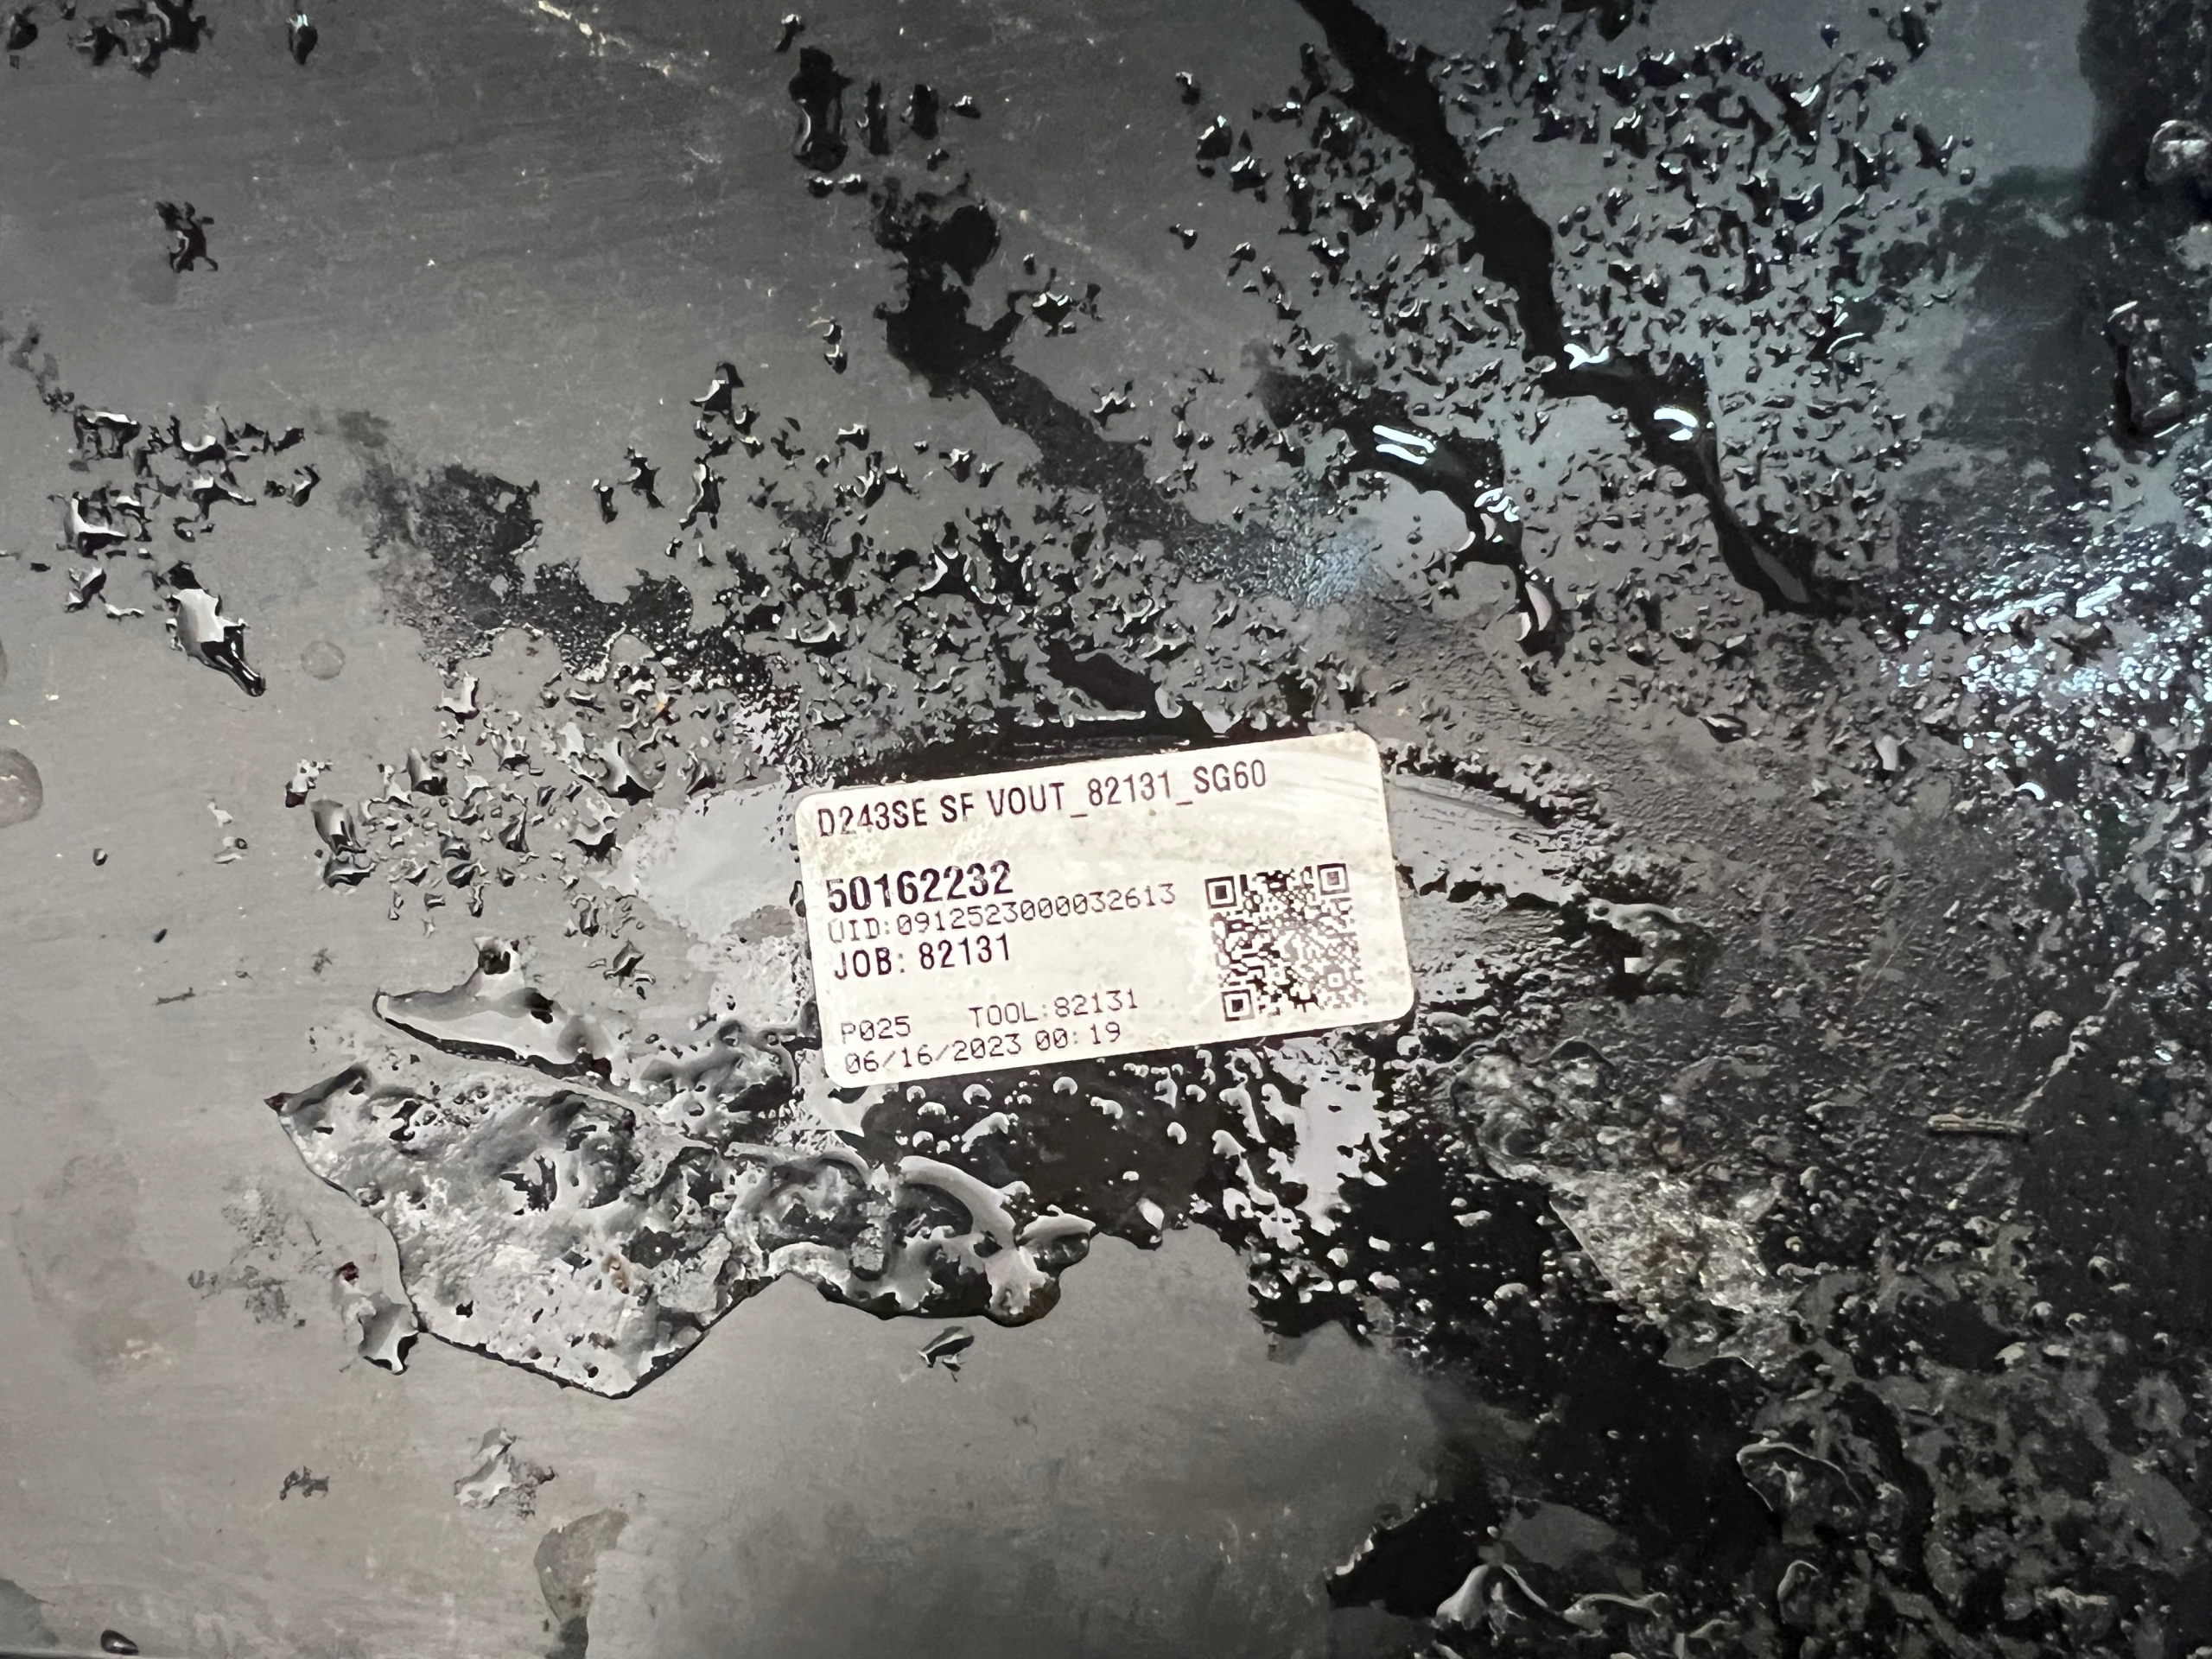 D243SE SF VOUT_82131_SG60
50162232
UID:0912523000032613
JOB: 82131
P025 TOOL:82131
06/16/2023 00:19